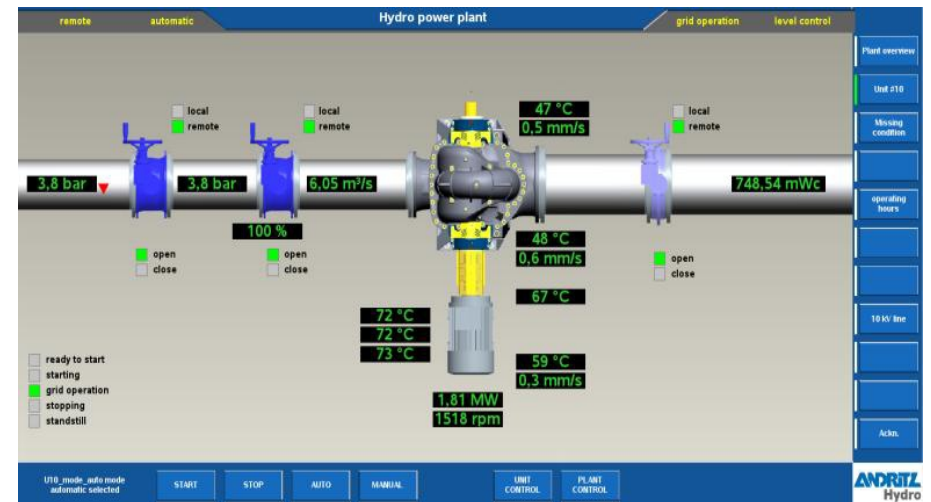 remote automatic Hydro power plant grid operation level control
Plant overview
Unit #10
Missing condition
operating hours
10 kV line
Ackn.
local
remote
local
remote
47 °C
0,5 mm/s
local
remote
3,8 bar 3,8 bar 6,05 m³/s 748,54 mWc
100 %
open
close
open
close
48 °C
0,6 mm/s
open
close
67 °C
72 °C
72 °C
73 °C
59 °C
0,3 mm/s
1,81 MW
1518 rpm
ready to start
starting
grid operation
stopping
standstill
U10_mode_auto mode
automatic selected
START STOP AUTO MANUAL UNIT CONTROL PLANT CONTROL
ANDRITZ
Hydro